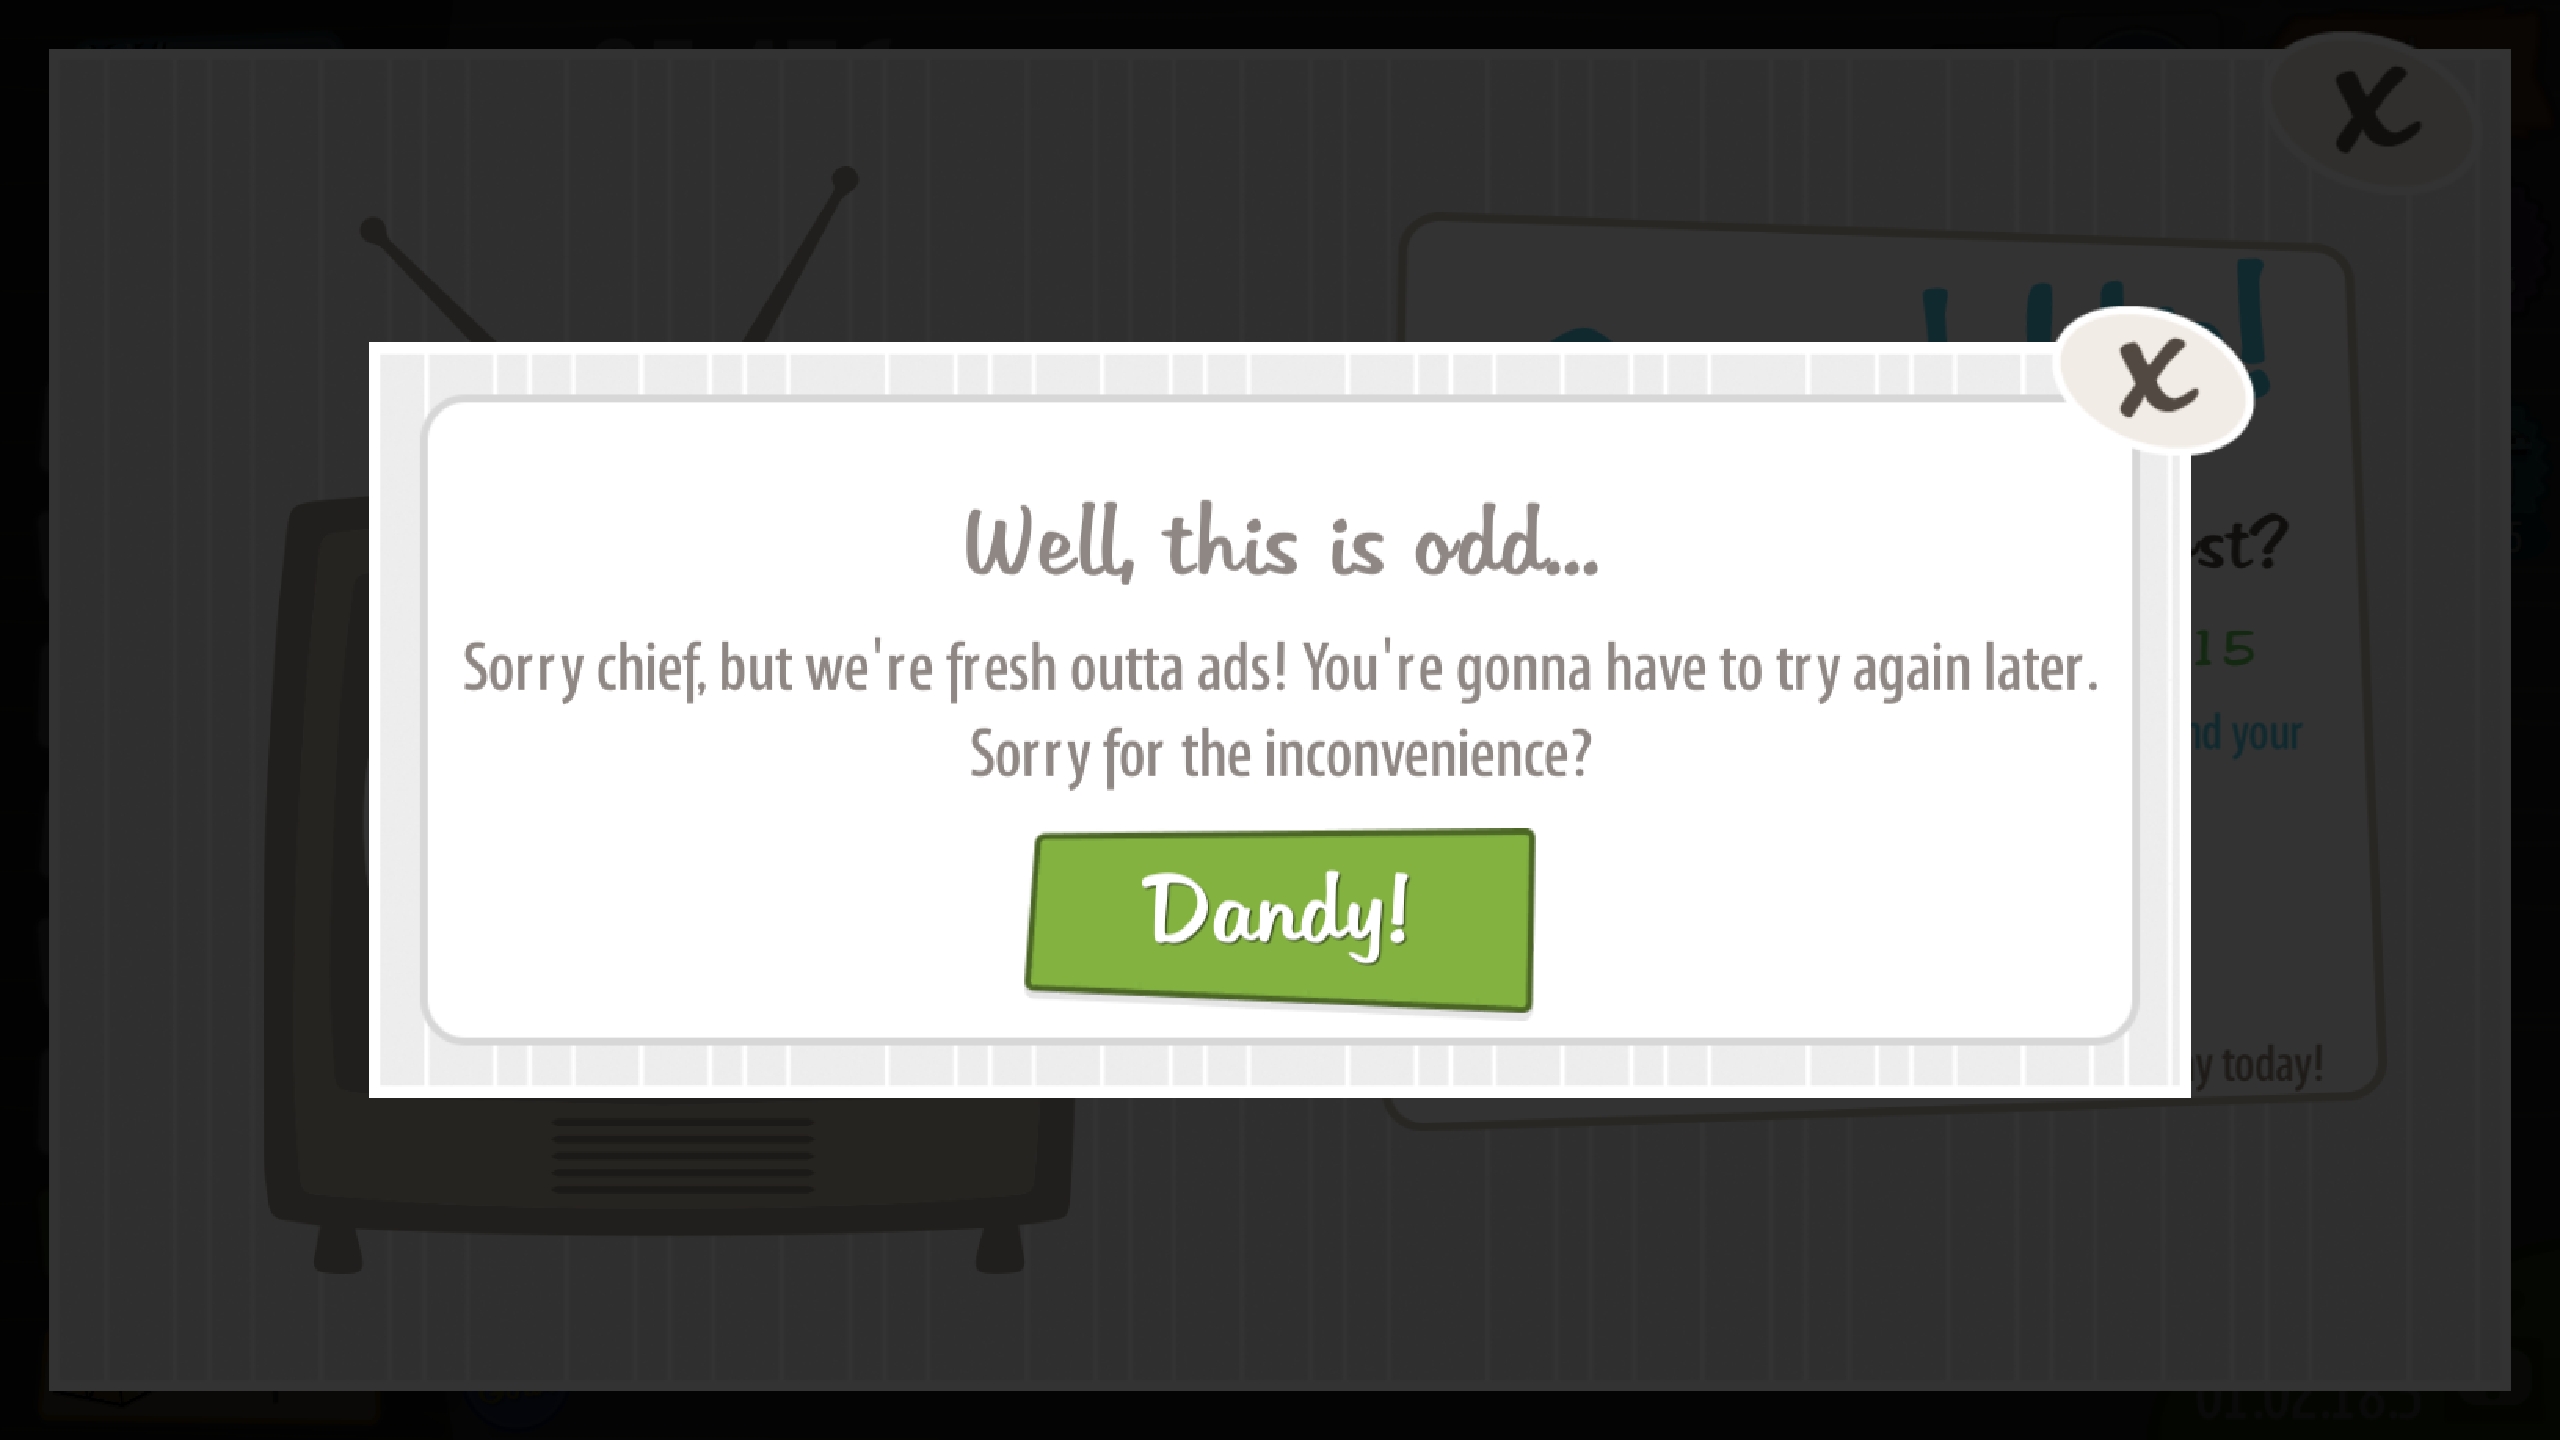 X
X
Well, this is odd...
st?
15
Sorry chief, but we're fresh outta ads! You're gonna have to try again later.
nd your
Sorry for the inconvenience?
Dandy!
y today!